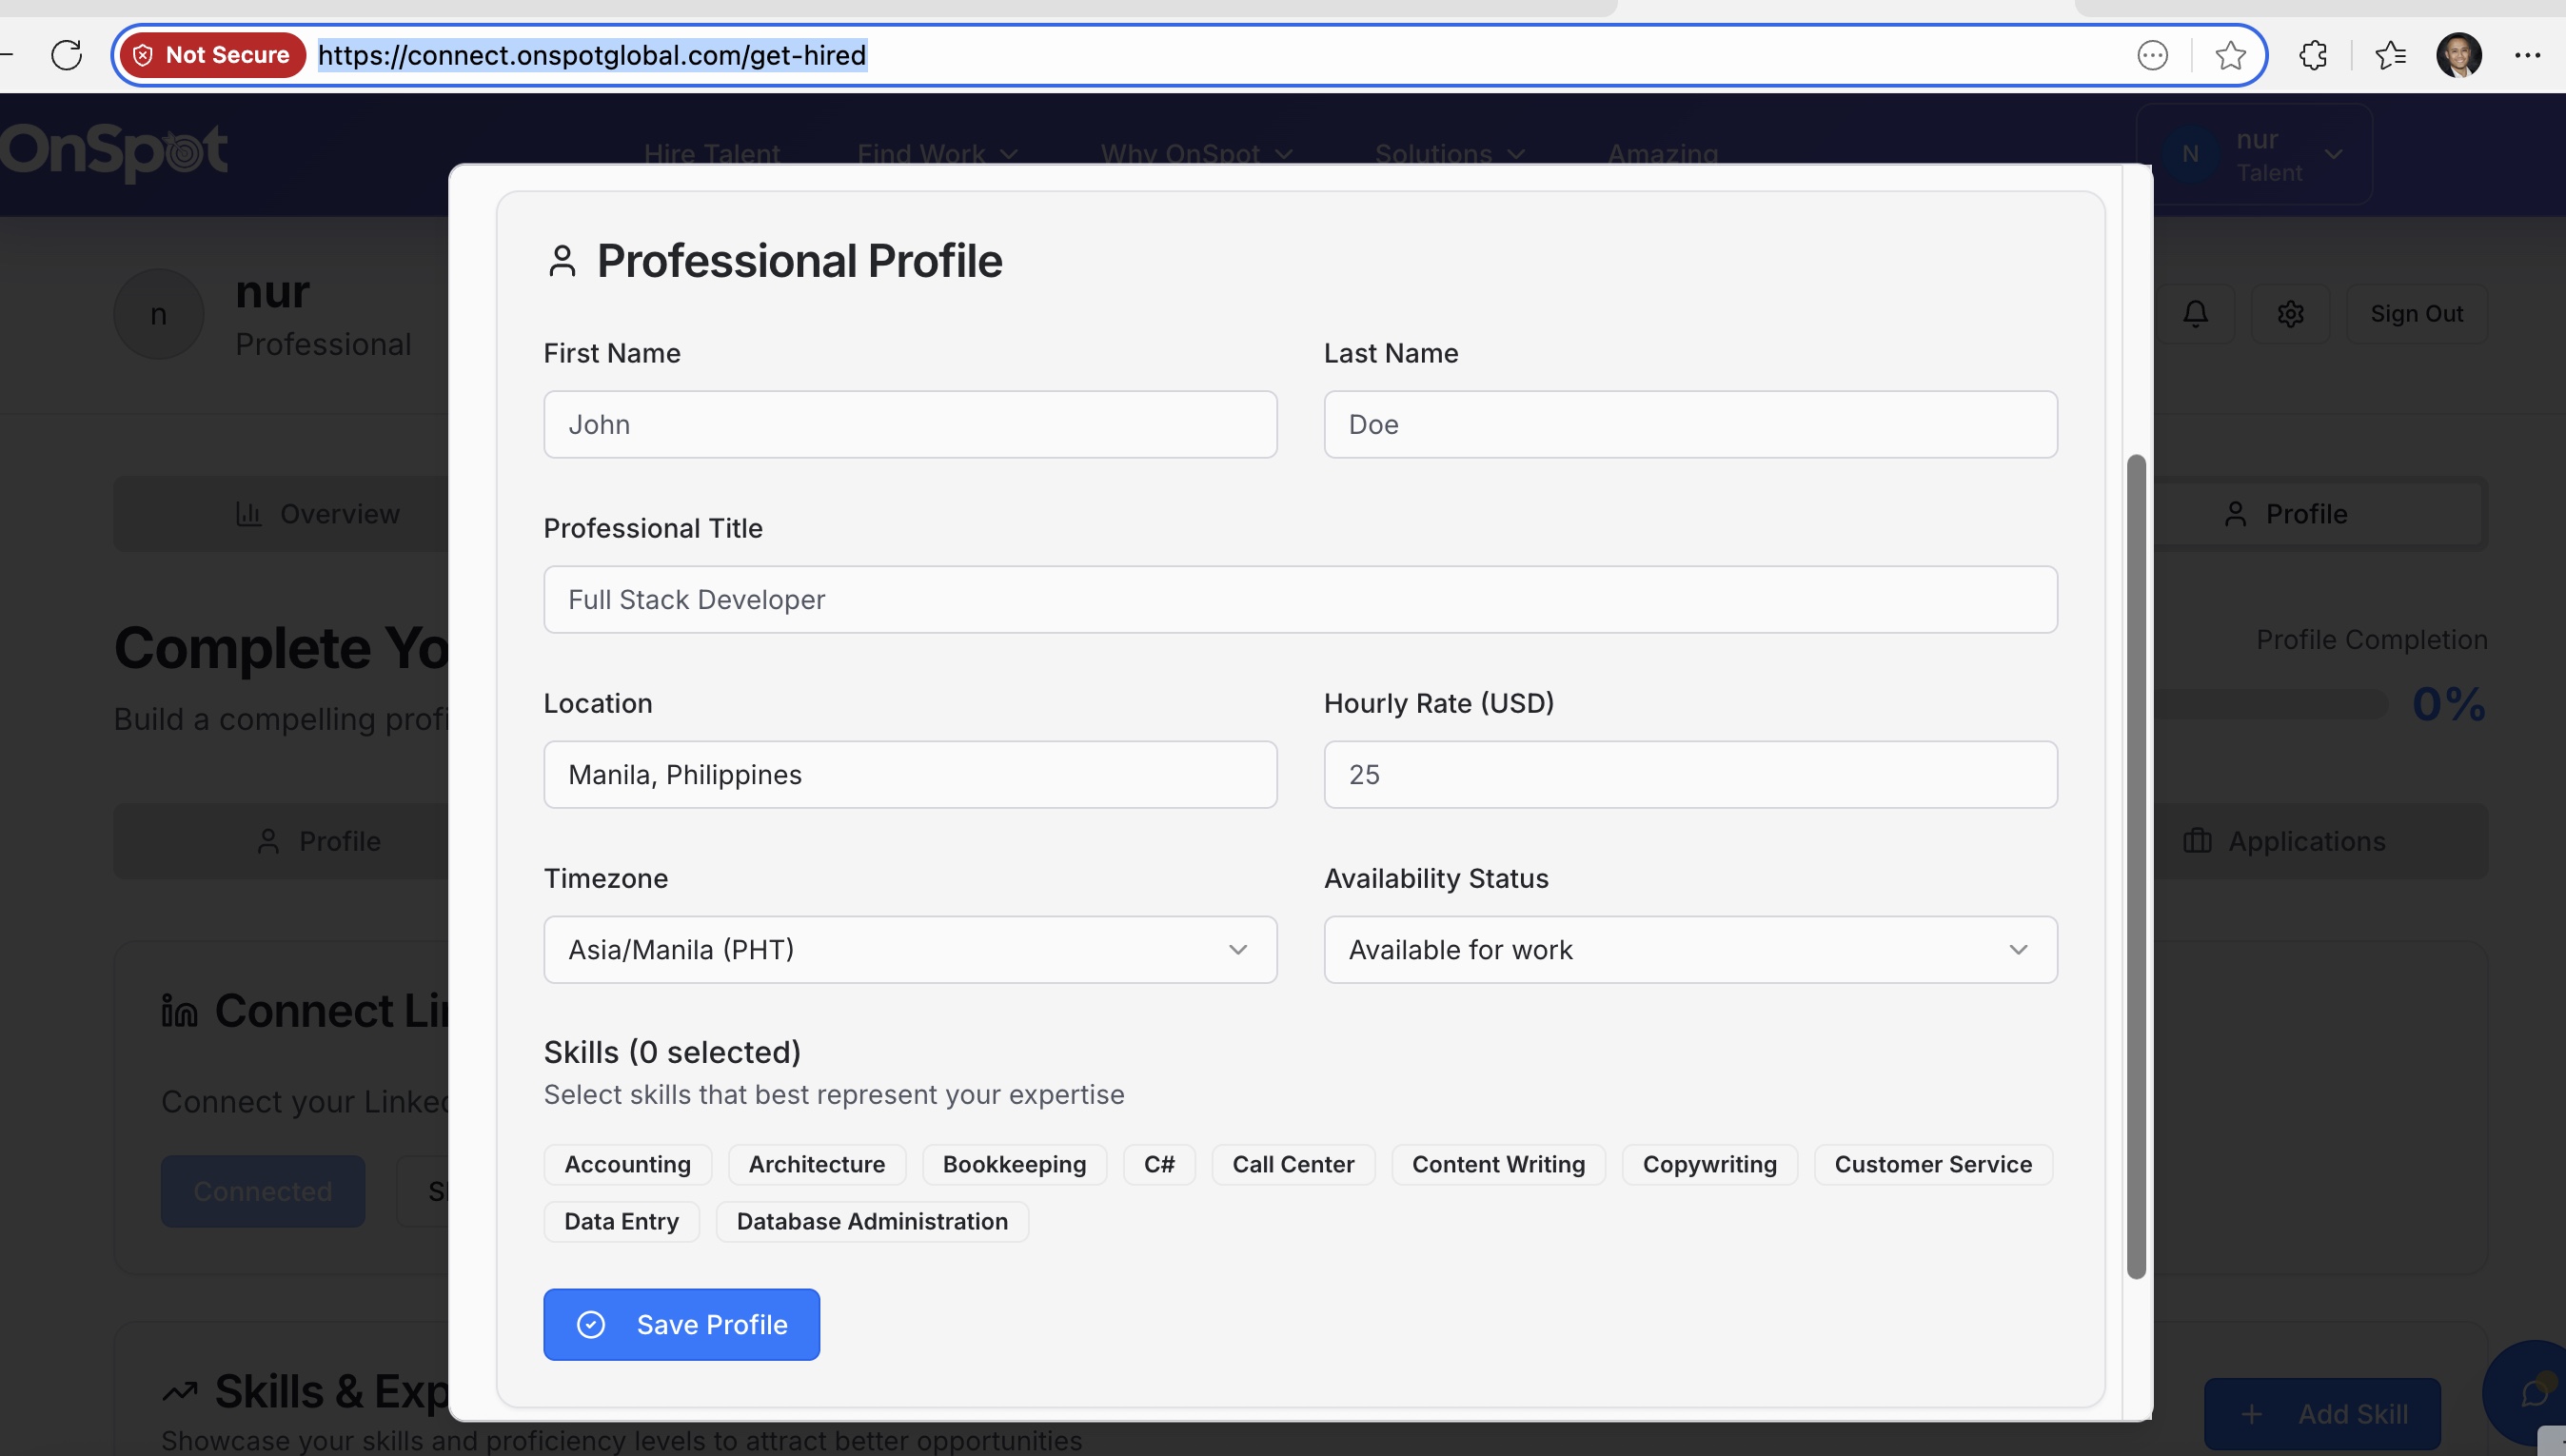 Not Secure https://connect.onspotglobal.com/get-hired
OnSpot
Hire Talent Find Work Why OnSpot Solutions Amazing
N nur
Talent
n nur
Professional
Sign Out
Overview
Profile
Complete Yo
Build a compelling profi
Profile Completion
0%
Profile
Applications
Connect Lin
Connect your Linked
Connected
Skills & Exp
Showcase your skills and proficiency levels to attract better opportunities
Add Skill
Professional Profile
First Name Last Name
John Doe
Professional Title
Full Stack Developer
Location Hourly Rate (USD)
Manila, Philippines 25
Timezone Availability Status
Asia/Manila (PHT) Available for work
Skills (0 selected)
Select skills that best represent your expertise
Accounting Architecture Bookkeeping C# Call Center Content Writing Copywriting Customer Service
Data Entry Database Administration
Save Profile